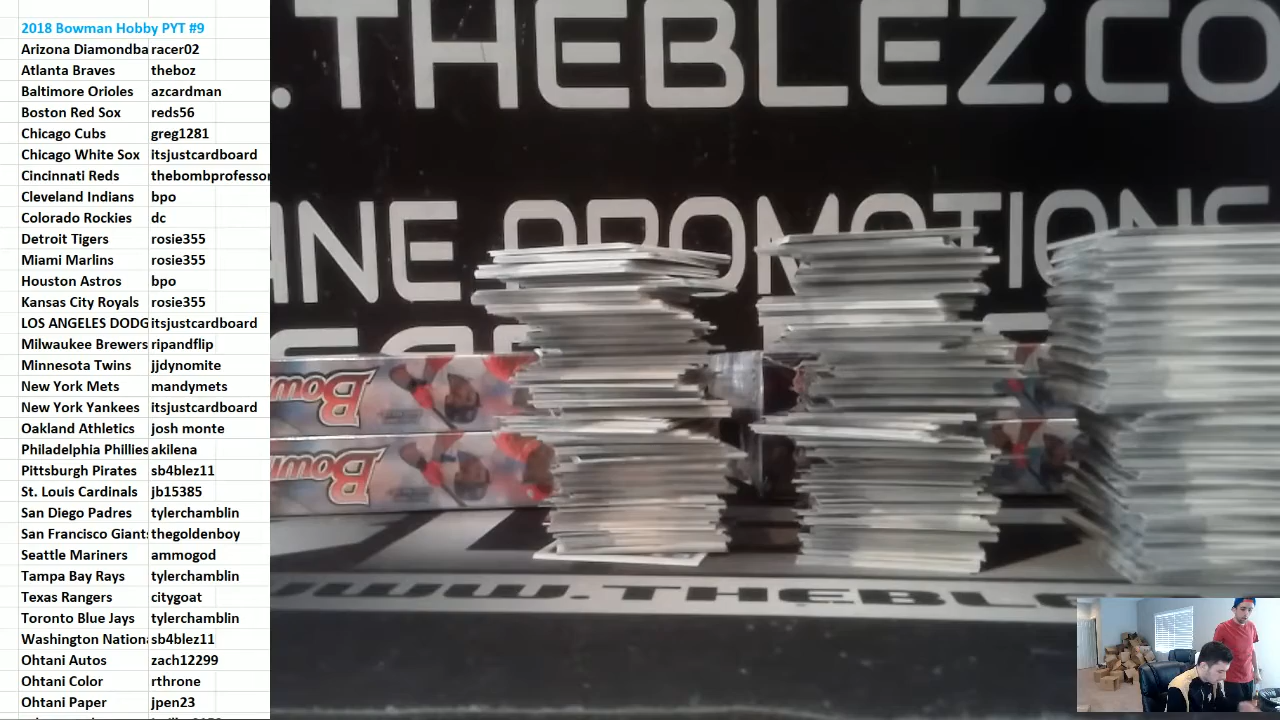 2018 Bowman Hobby PYT #9
Arizona Diamondba racer02
Atlanta Braves theboz
Baltimore Orioles azcardman
Boston Red Sox reds56
Chicago Cubs greg1281
Chicago White Sox itsjustcardboard
Cincinnati Reds thebombprofessor
Cleveland Indians bpo
Colorado Rockies dc
Detroit Tigers rosie355
Miami Marlins rosie355
Houston Astros bpo
Kansas City Royals rosie355
LOS ANGELES DODG itsjustcardboard
Milwaukee Brewers ripandflip
Minnesota Twins jjdynomite
New York Mets mandymets
New York Yankees itsjustcardboard
Oakland Athletics josh monte
Philadelphia Phillies akilena
Pittsburgh Pirates sb4blez11
St. Louis Cardinals jb15385
San Diego Padres tylerchamblin
San Francisco Giants thegoldenboy
Seattle Mariners ammogod
Tampa Bay Rays tylerchamblin
Texas Rangers citygoat
Toronto Blue Jays tylerchamblin
Washington Nationa sb4blez11
Ohtani Autos zach12299
Ohtani Color rthrone
Ohtani Paper jpen23
.THEBLEZ.CO
INE PROMOTIONS
Bow
Bow
WWW.THEBL